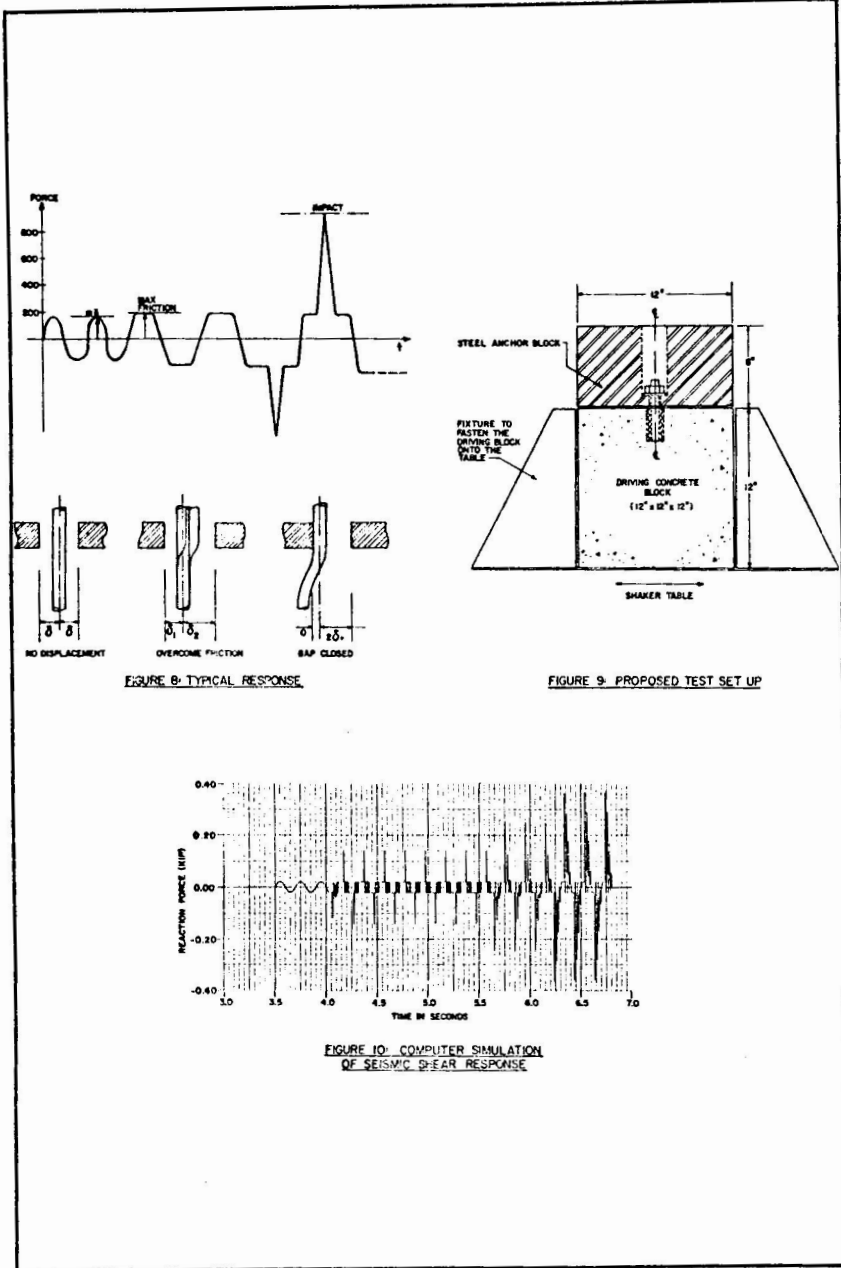 FORCE
IMPACT
800
600
400
200
MAX
FRICTION
t
NO DISPLACEMENT
OVERCOME FRICTION
GAP CLOSED
δ
δ
δ₁
δ₂
0
FIGURE 8: TYPICAL RESPONSE
12"
℄
STEEL ANCHOR BLOCK
FIXTURE TO
FASTEN THE
DRIVING BLOCK
ONTO THE
TABLE
℄
DRIVING CONCRETE
BLOCK
(12" x 12" x 12")
12"
SHAKER TABLE
FIGURE 9: PROPOSED TEST SET UP
REACTION FORCE (KIP)
0.40
0.20
0.00
-0.20
-0.40
3.0
3.5
4.0
4.5
5.0
5.5
6.0
6.5
7.0
TIME IN SECONDS
FIGURE 10: COMPUTER SIMULATION
OF SEISMIC SHEAR RESPONSE